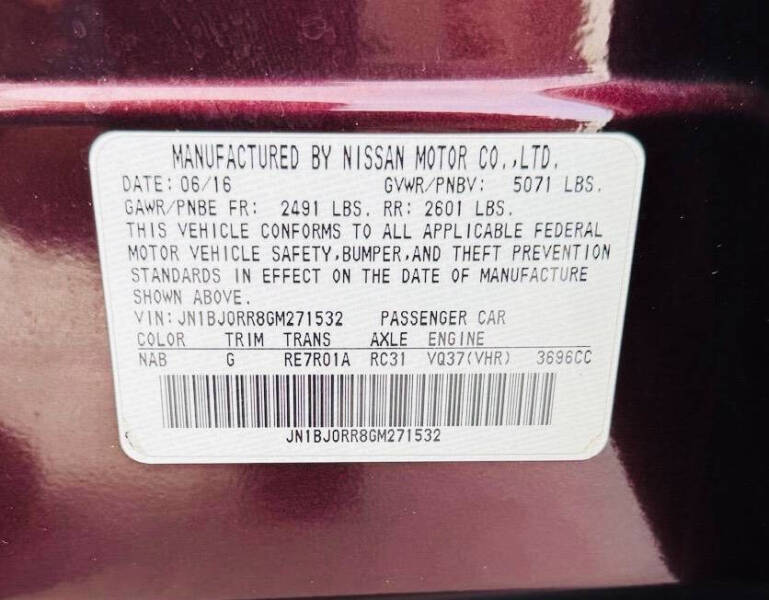 MANUFACTURED BY NISSAN MOTOR CO.,LTD.
DATE: 06/16 GVWR/PNBV: 5071 LBS.
GAWR/PNBE FR: 2491 LBS. RR: 2601 LBS.
THIS VEHICLE CONFORMS TO ALL APPLICABLE FEDERAL
MOTOR VEHICLE SAFETY,BUMPER,AND THEFT PREVENTION
STANDARDS IN EFFECT ON THE DATE OF MANUFACTURE
SHOWN ABOVE.
VIN: JN1BJ0RR8GM271532 PASSENGER CAR
COLOR TRIM TRANS AXLE ENGINE
NAB G RE7R01A RC31 VQ37(VHR) 3696CC
JN1BJ0RR8GM271532